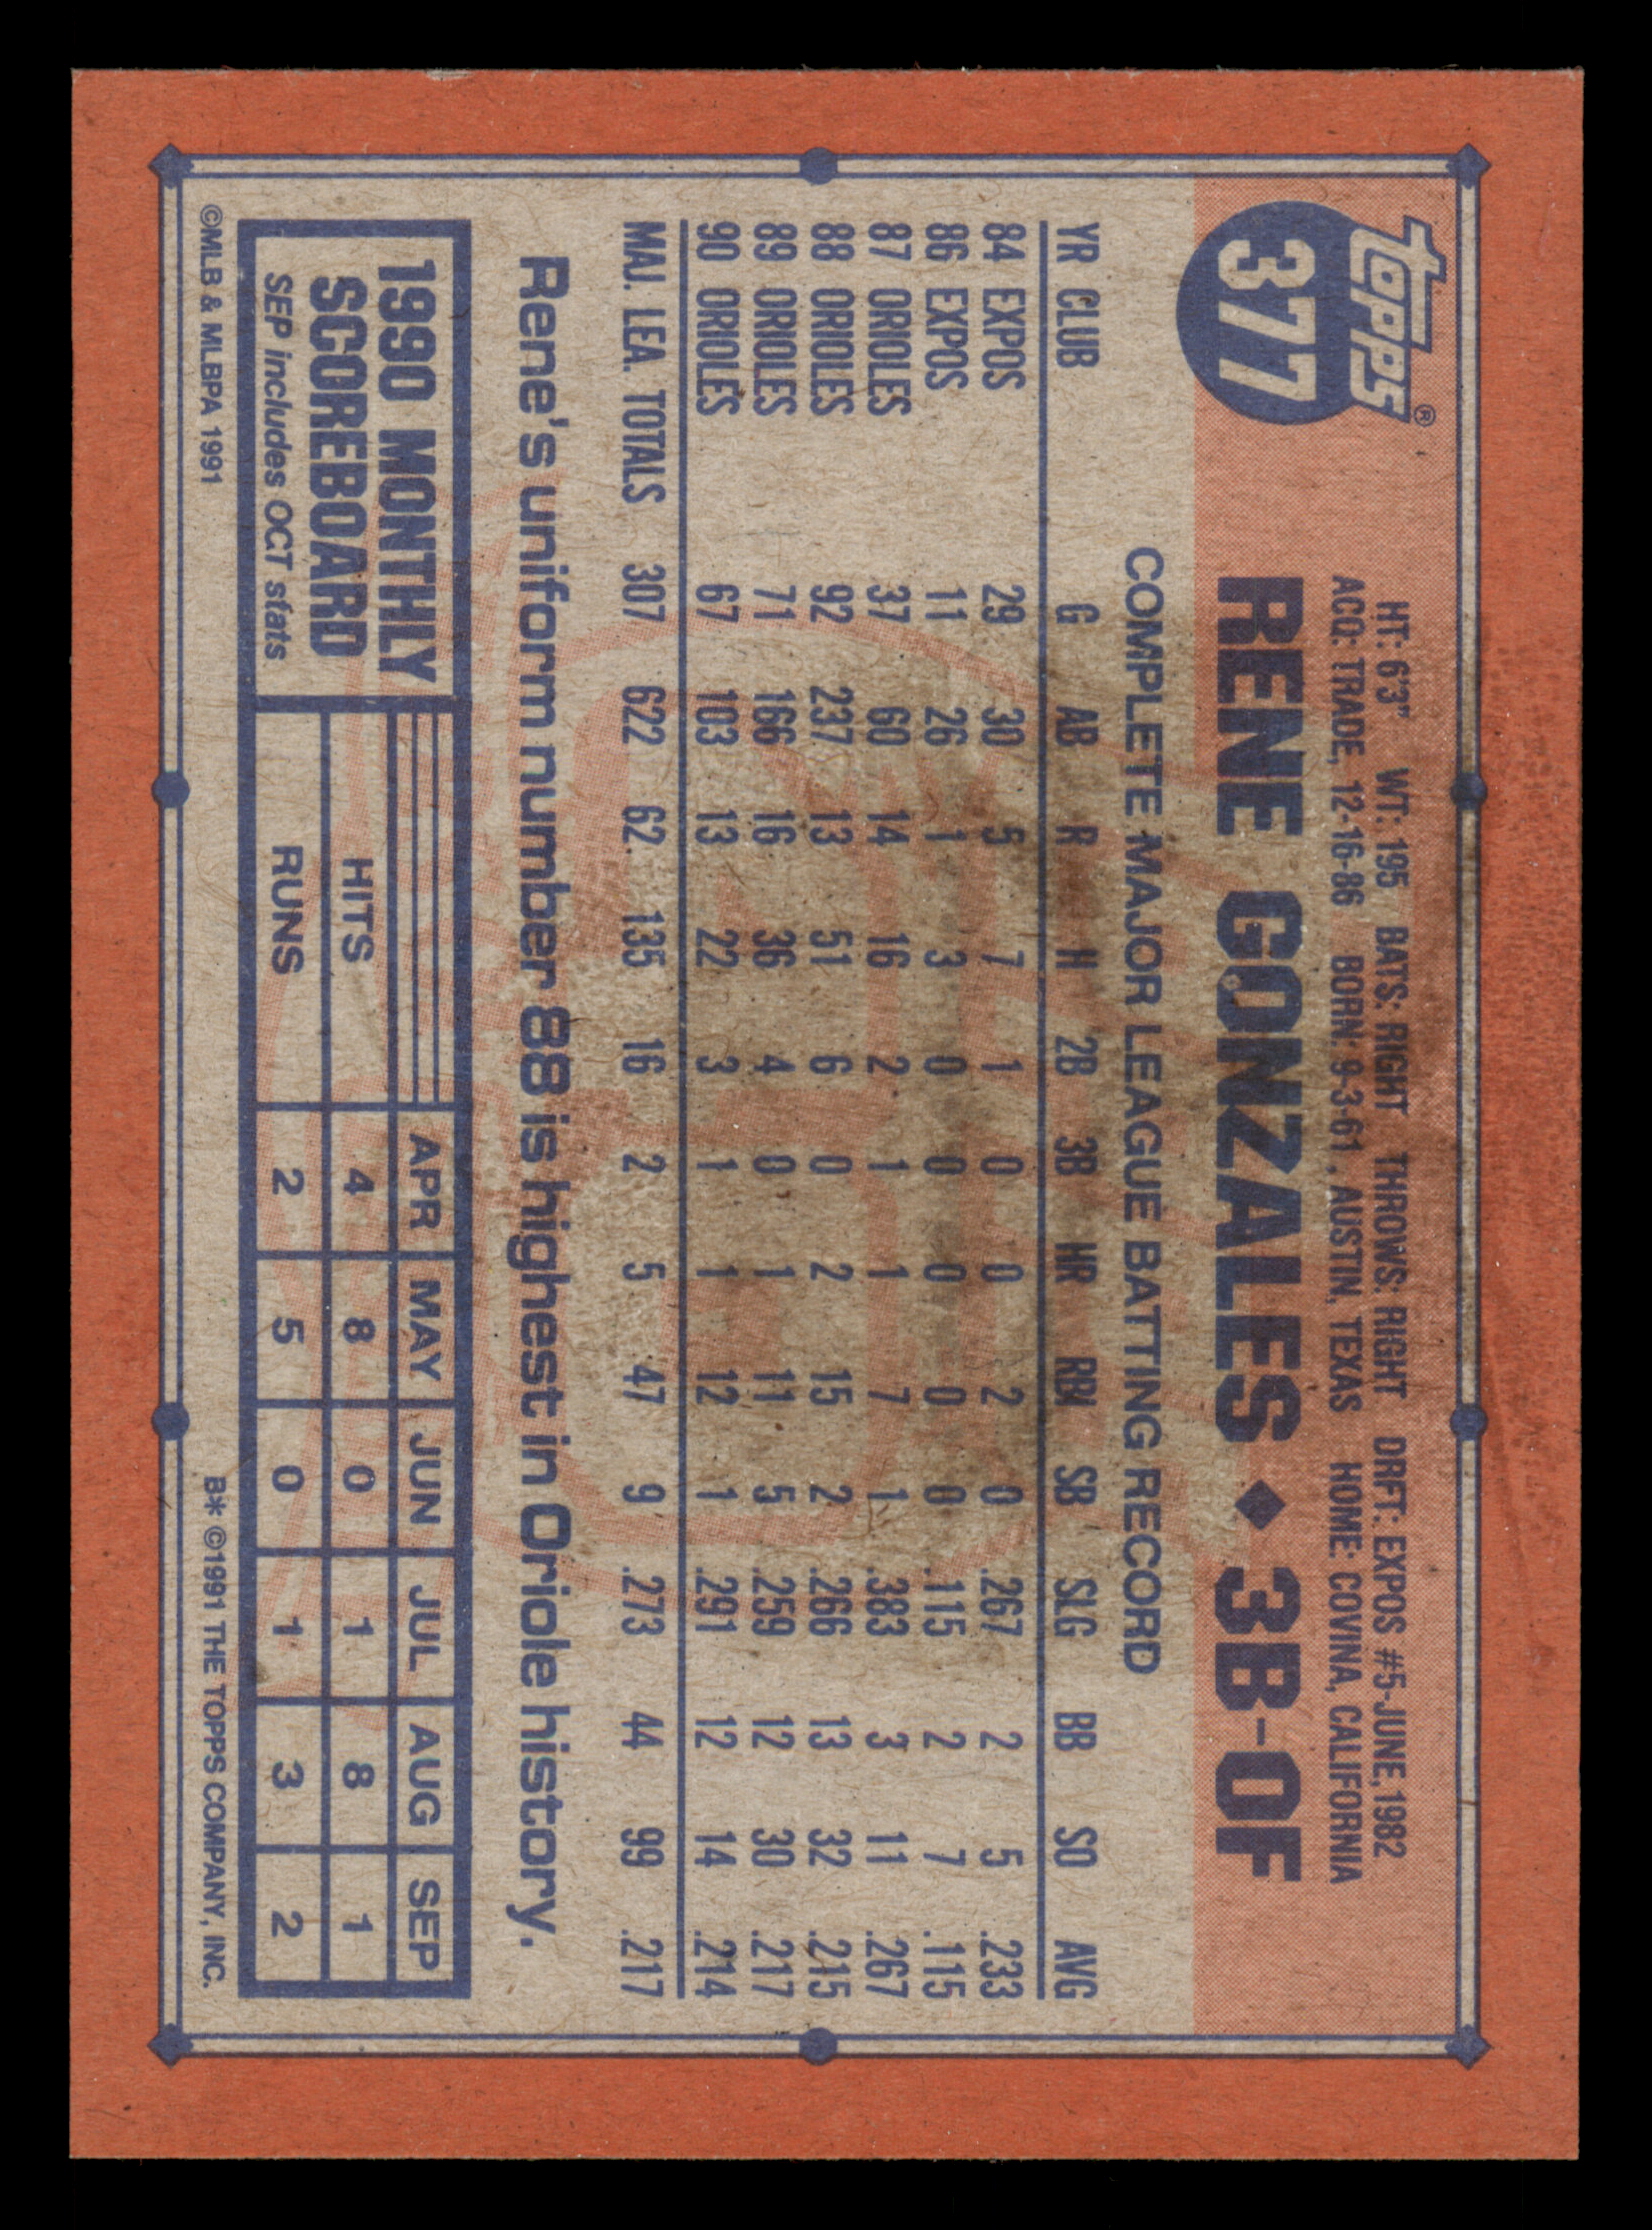 topps®
377
HT: 6'3" WT: 195 BATS: RIGHT THROWS: RIGHT DRFT: EXPOS #5-JUNE, 1982
ACQ: TRADE, 12-16-86 BORN: 9-3-61, AUSTIN, TEXAS HOME: COVINA, CALIFORNIA
RENE GONZALES ◆ 3B-OF
COMPLETE MAJOR LEAGUE BATTING RECORD
YR CLUB G AB R H 2B 3B HR RBI SB SLG BB SO AVG
84 EXPOS 29 30 5 7 1 0 0 2 0 .267 2 5 .233
86 EXPOS 11 26 1 3 0 0 0 0 0 .115 2 7 .115
87 ORIOLES 37 60 14 16 2 1 1 7 1 .383 3 11 .267
88 ORIOLES 92 237 13 51 6 0 2 15 2 .266 13 32 .215
89 ORIOLES 71 166 16 36 4 0 1 11 5 .259 12 30 .217
90 ORIOLES 67 103 13 22 3 1 1 12 1 .291 12 14 .214
MAJ. LEA. TOTALS 307 622 62 135 16 2 5 47 9 .273 44 99 .217
Rene's uniform number 88 is highest in Oriole history.
1990 MONTHLY
SCOREBOARD
SEP includes OCT stats
APR MAY JUN JUL AUG SEP
HITS 4 8 0 1 8 1
RUNS 2 5 0 1 3 2
©MLB & MLBPA 1991
B* ©1991 THE TOPPS COMPANY, INC.